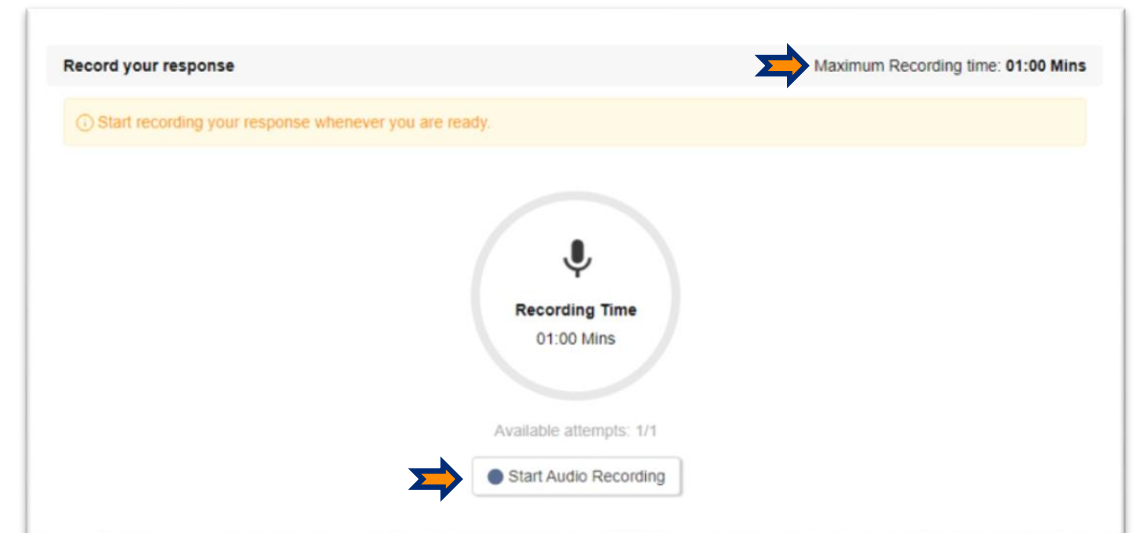 Record your response
Maximum Recording time: 01:00 Mins
Start recording your response whenever you are ready.
Recording Time
01:00 Mins
Available attempts: 1/1
Start Audio Recording